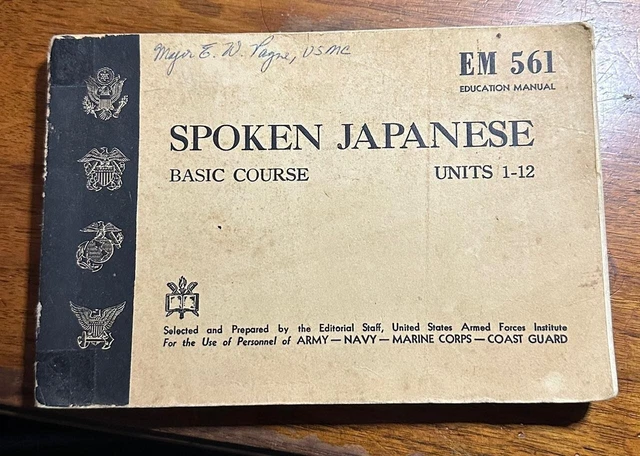 Major E. W. Payne, USMC
EM 561
EDUCATION MANUAL
SPOKEN JAPANESE
BASIC COURSE UNITS 1-12
Selected and Prepared by the Editorial Staff, United States Armed Forces Institute
For the Use of Personnel of ARMY — NAVY — MARINE CORPS — COAST GUARD